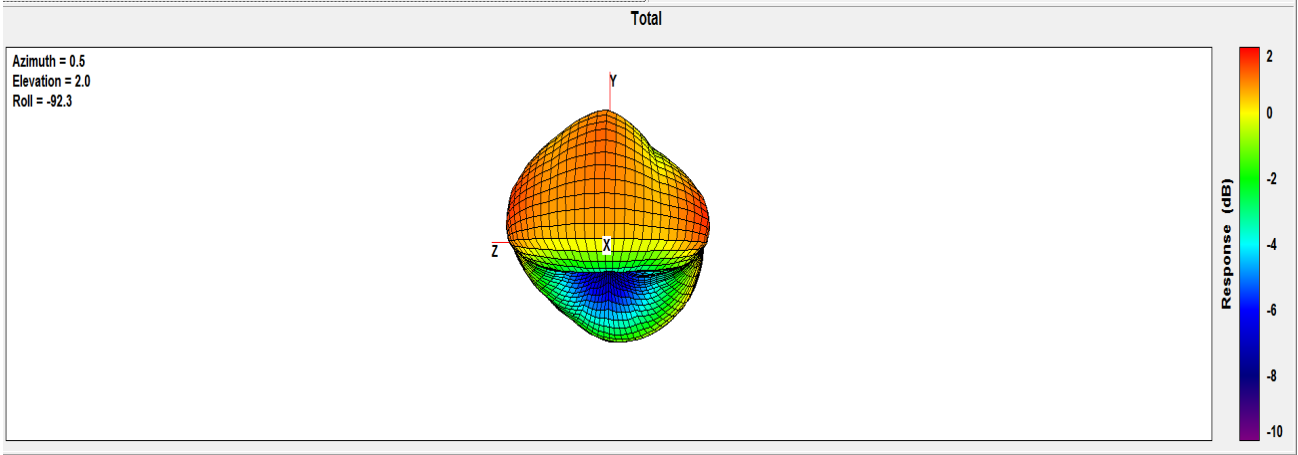 Total
Azimuth = 0.5
Elevation = 2.0
Roll = -92.3
Y
Z
X
2
0
-2
-4
-6
-8
-10
Response (dB)